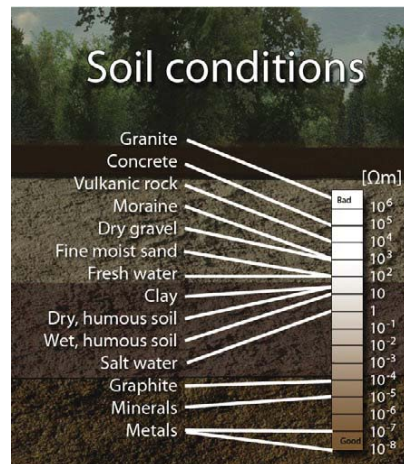 Soil conditions
Granite
Concrete
Vulkanic rock
Moraine
Dry gravel
Fine moist sand
Fresh water
Clay
Dry, humous soil
Wet, humous soil
Salt water
Graphite
Minerals
Metals
[Ωm]
Bad
10⁶
10⁵
10⁴
10³
10²
10
1
10⁻¹
10⁻²
10⁻³
10⁻⁴
10⁻⁵
10⁻⁶
10⁻⁷
Good
10⁻⁸